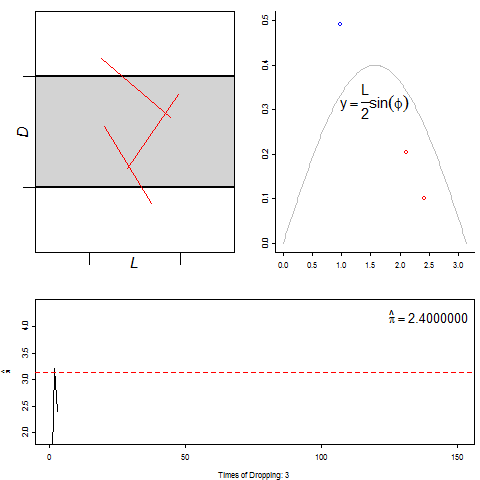 D
L
0.5
0.4
0.3
0.2
0.1
0.0
y = L/2 sin(ϕ)
0.0 0.5 1.0 1.5 2.0 2.5 3.0
π̂ = 2.4000000
4.0
3.5
3.0
2.5
2.0
π̂
0 50 100 150
Times of Dropping: 3